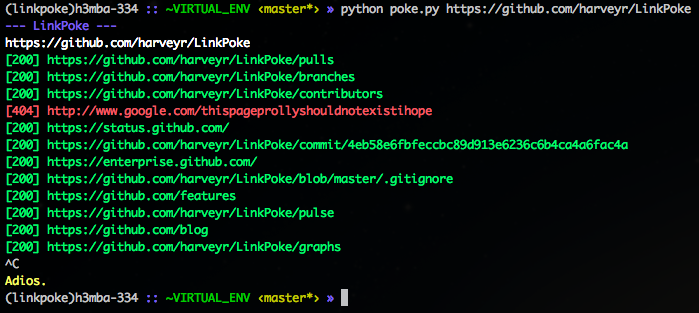 (linkpoke)h3mba-334 :: ~VIRTUAL_ENV ‹master*› » python poke.py https://github.com/harveyr/LinkPoke
--- LinkPoke ---
https://github.com/harveyr/LinkPoke
[200] https://github.com/harveyr/LinkPoke/pulls
[200] https://github.com/harveyr/LinkPoke/branches
[200] https://github.com/harveyr/LinkPoke/contributors
[404] http://www.google.com/thispageprollyshouldnotexistihope
[200] https://status.github.com/
[200] https://github.com/harveyr/LinkPoke/commit/4eb58e6fbfeccbc89d913e6236c6b4ca4a6fac4a
[200] https://enterprise.github.com/
[200] https://github.com/harveyr/LinkPoke/blob/master/.gitignore
[200] https://github.com/features
[200] https://github.com/harveyr/LinkPoke/pulse
[200] https://github.com/blog
[200] https://github.com/harveyr/LinkPoke/graphs
^C
Adios.
(linkpoke)h3mba-334 :: ~VIRTUAL_ENV ‹master*› »